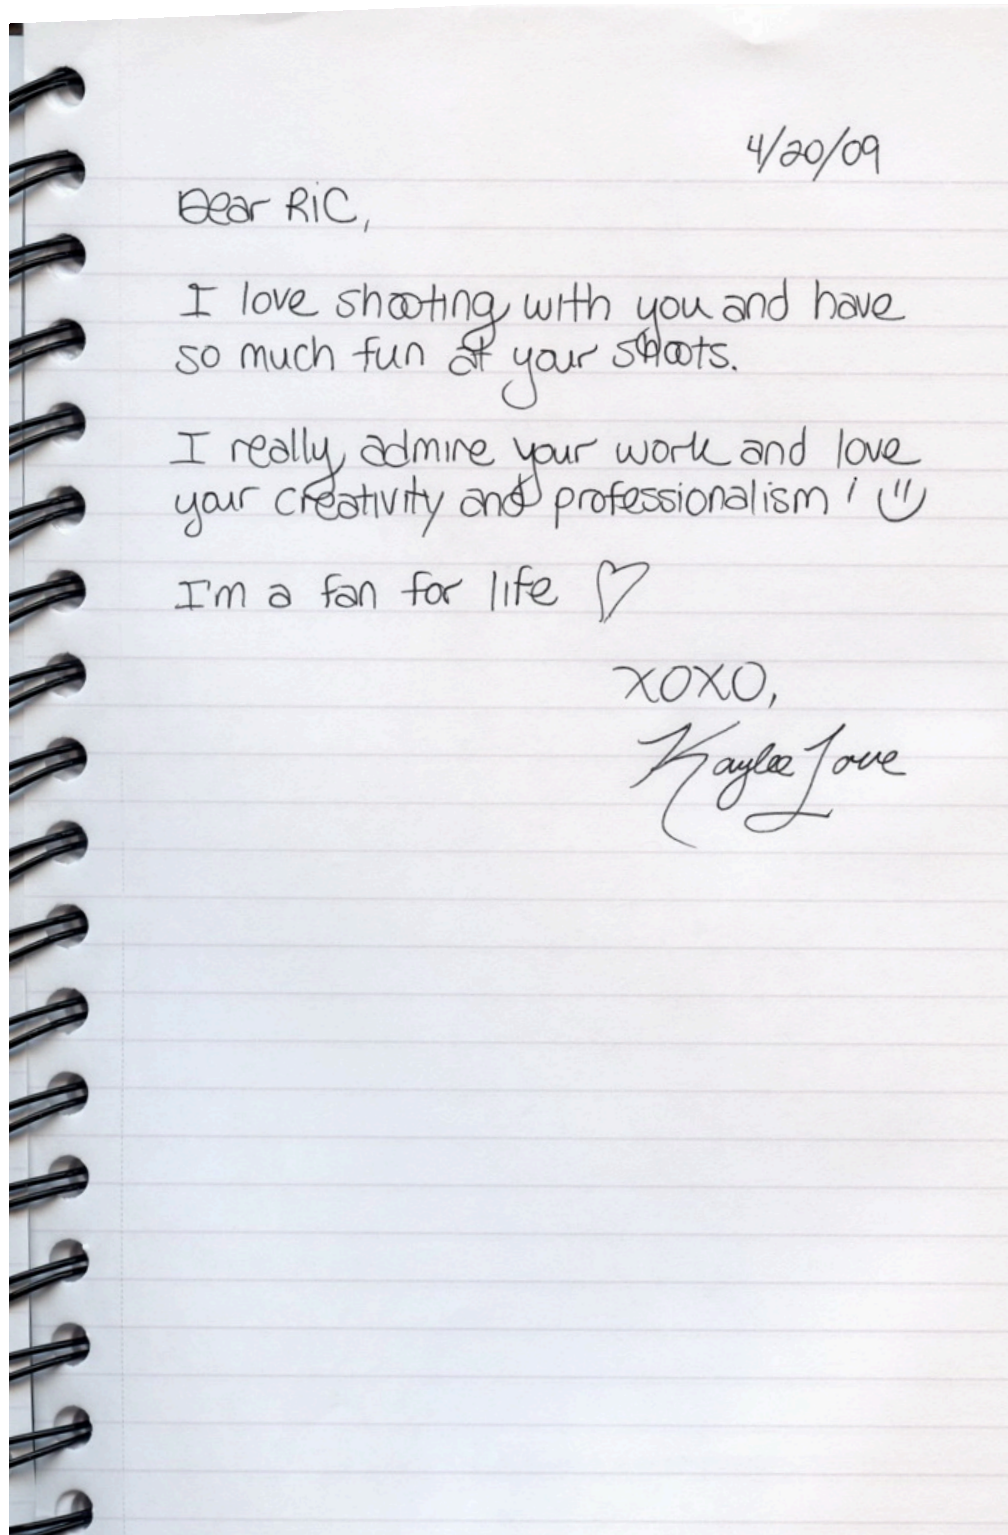 4/20/09
Dear RiC,
I love shooting with you and have
so much fun at your shoots.
I really admire your work and love
your creativity and professionalism!
I'm a fan for life
XOXO,
Kaylee Love